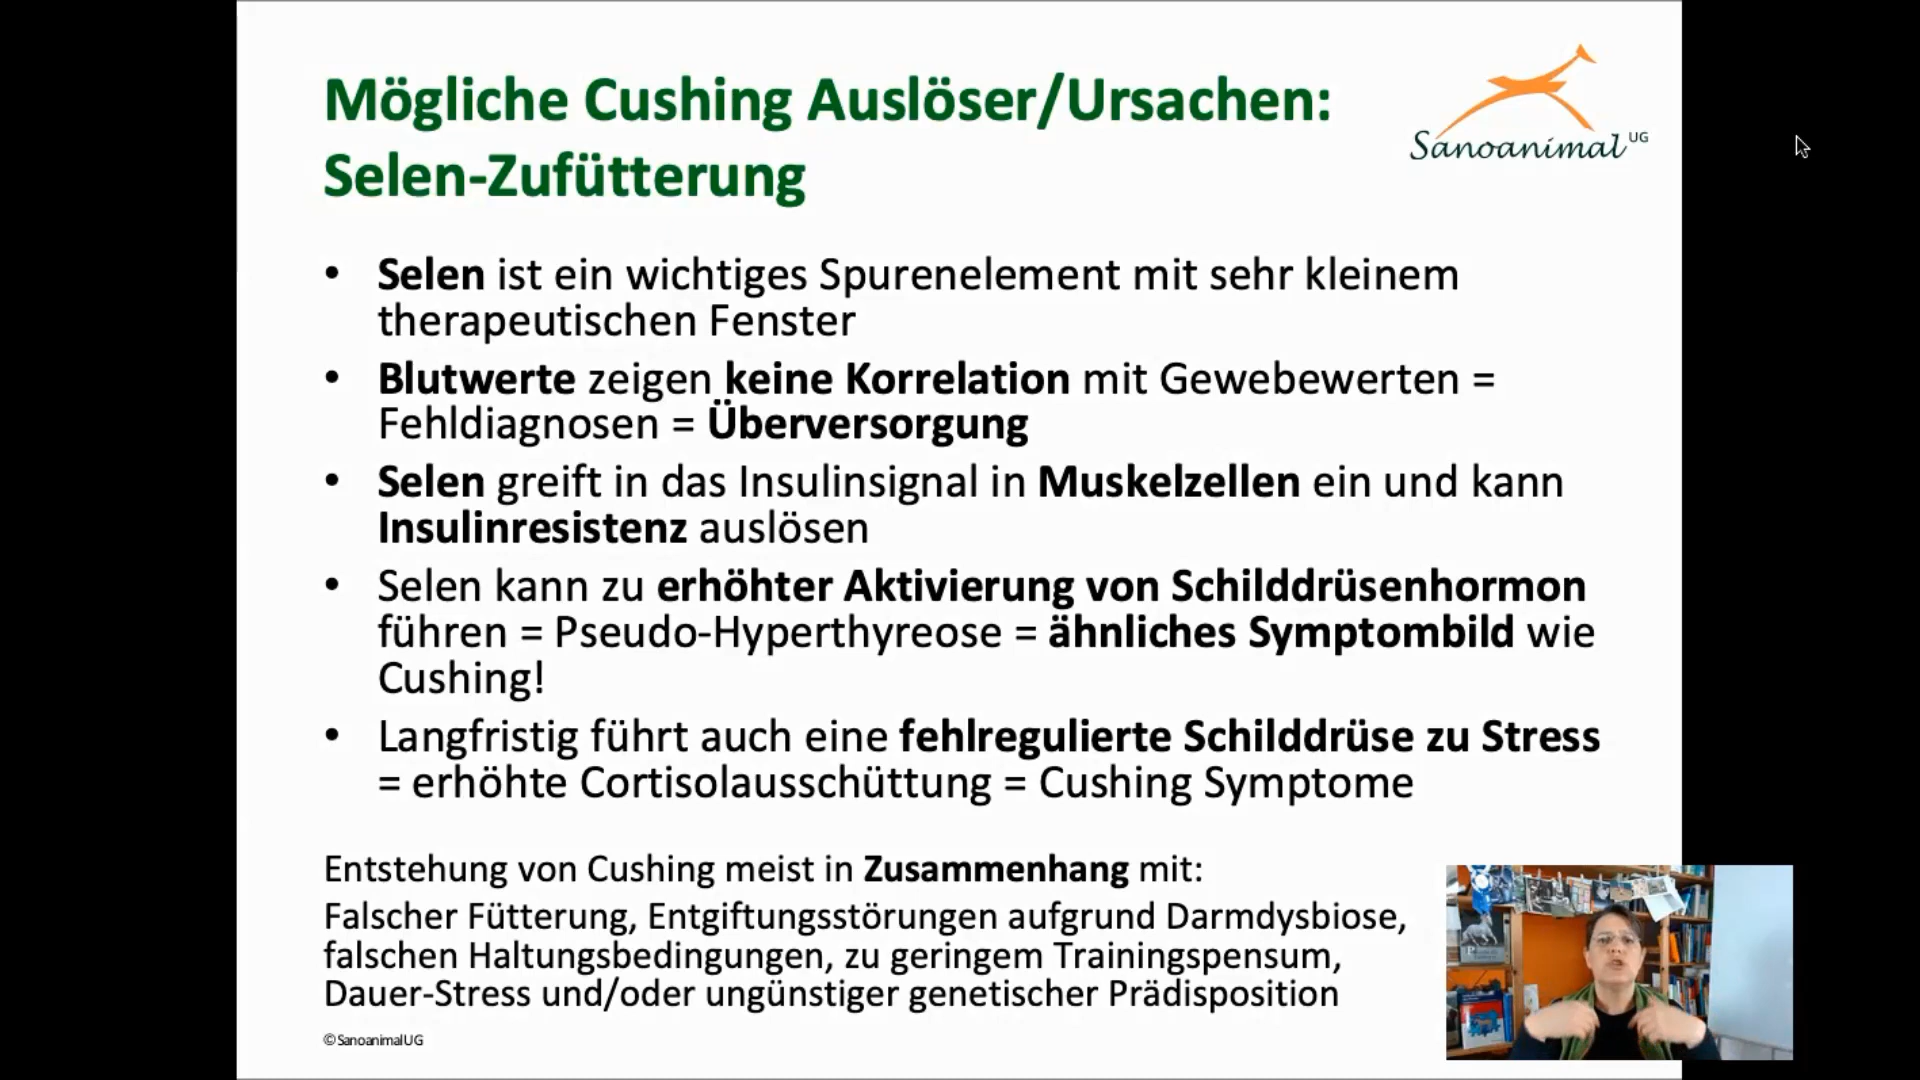 Mögliche Cushing Auslöser/Ursachen:
Selen-Zufütterung
Sanoanimal UG
• Selen ist ein wichtiges Spurenelement mit sehr kleinem
therapeutischen Fenster
• Blutwerte zeigen keine Korrelation mit Gewebewerten =
Fehldiagnosen = Überversorgung
• Selen greift in das Insulinsignal in Muskelzellen ein und kann
Insulinresistenz auslösen
• Selen kann zu erhöhter Aktivierung von Schilddrüsenhormon
führen = Pseudo-Hyperthyreose = ähnliches Symptombild wie
Cushing!
• Langfristig führt auch eine fehlregulierte Schilddrüse zu Stress
= erhöhte Cortisolausschüttung = Cushing Symptome
Entstehung von Cushing meist in Zusammenhang mit:
Falscher Fütterung, Entgiftungsstörungen aufgrund Darmdysbiose,
falschen Haltungsbedingungen, zu geringem Trainingspensum,
Dauer-Stress und/oder ungünstiger genetischer Prädisposition
©Sanoanimal UG